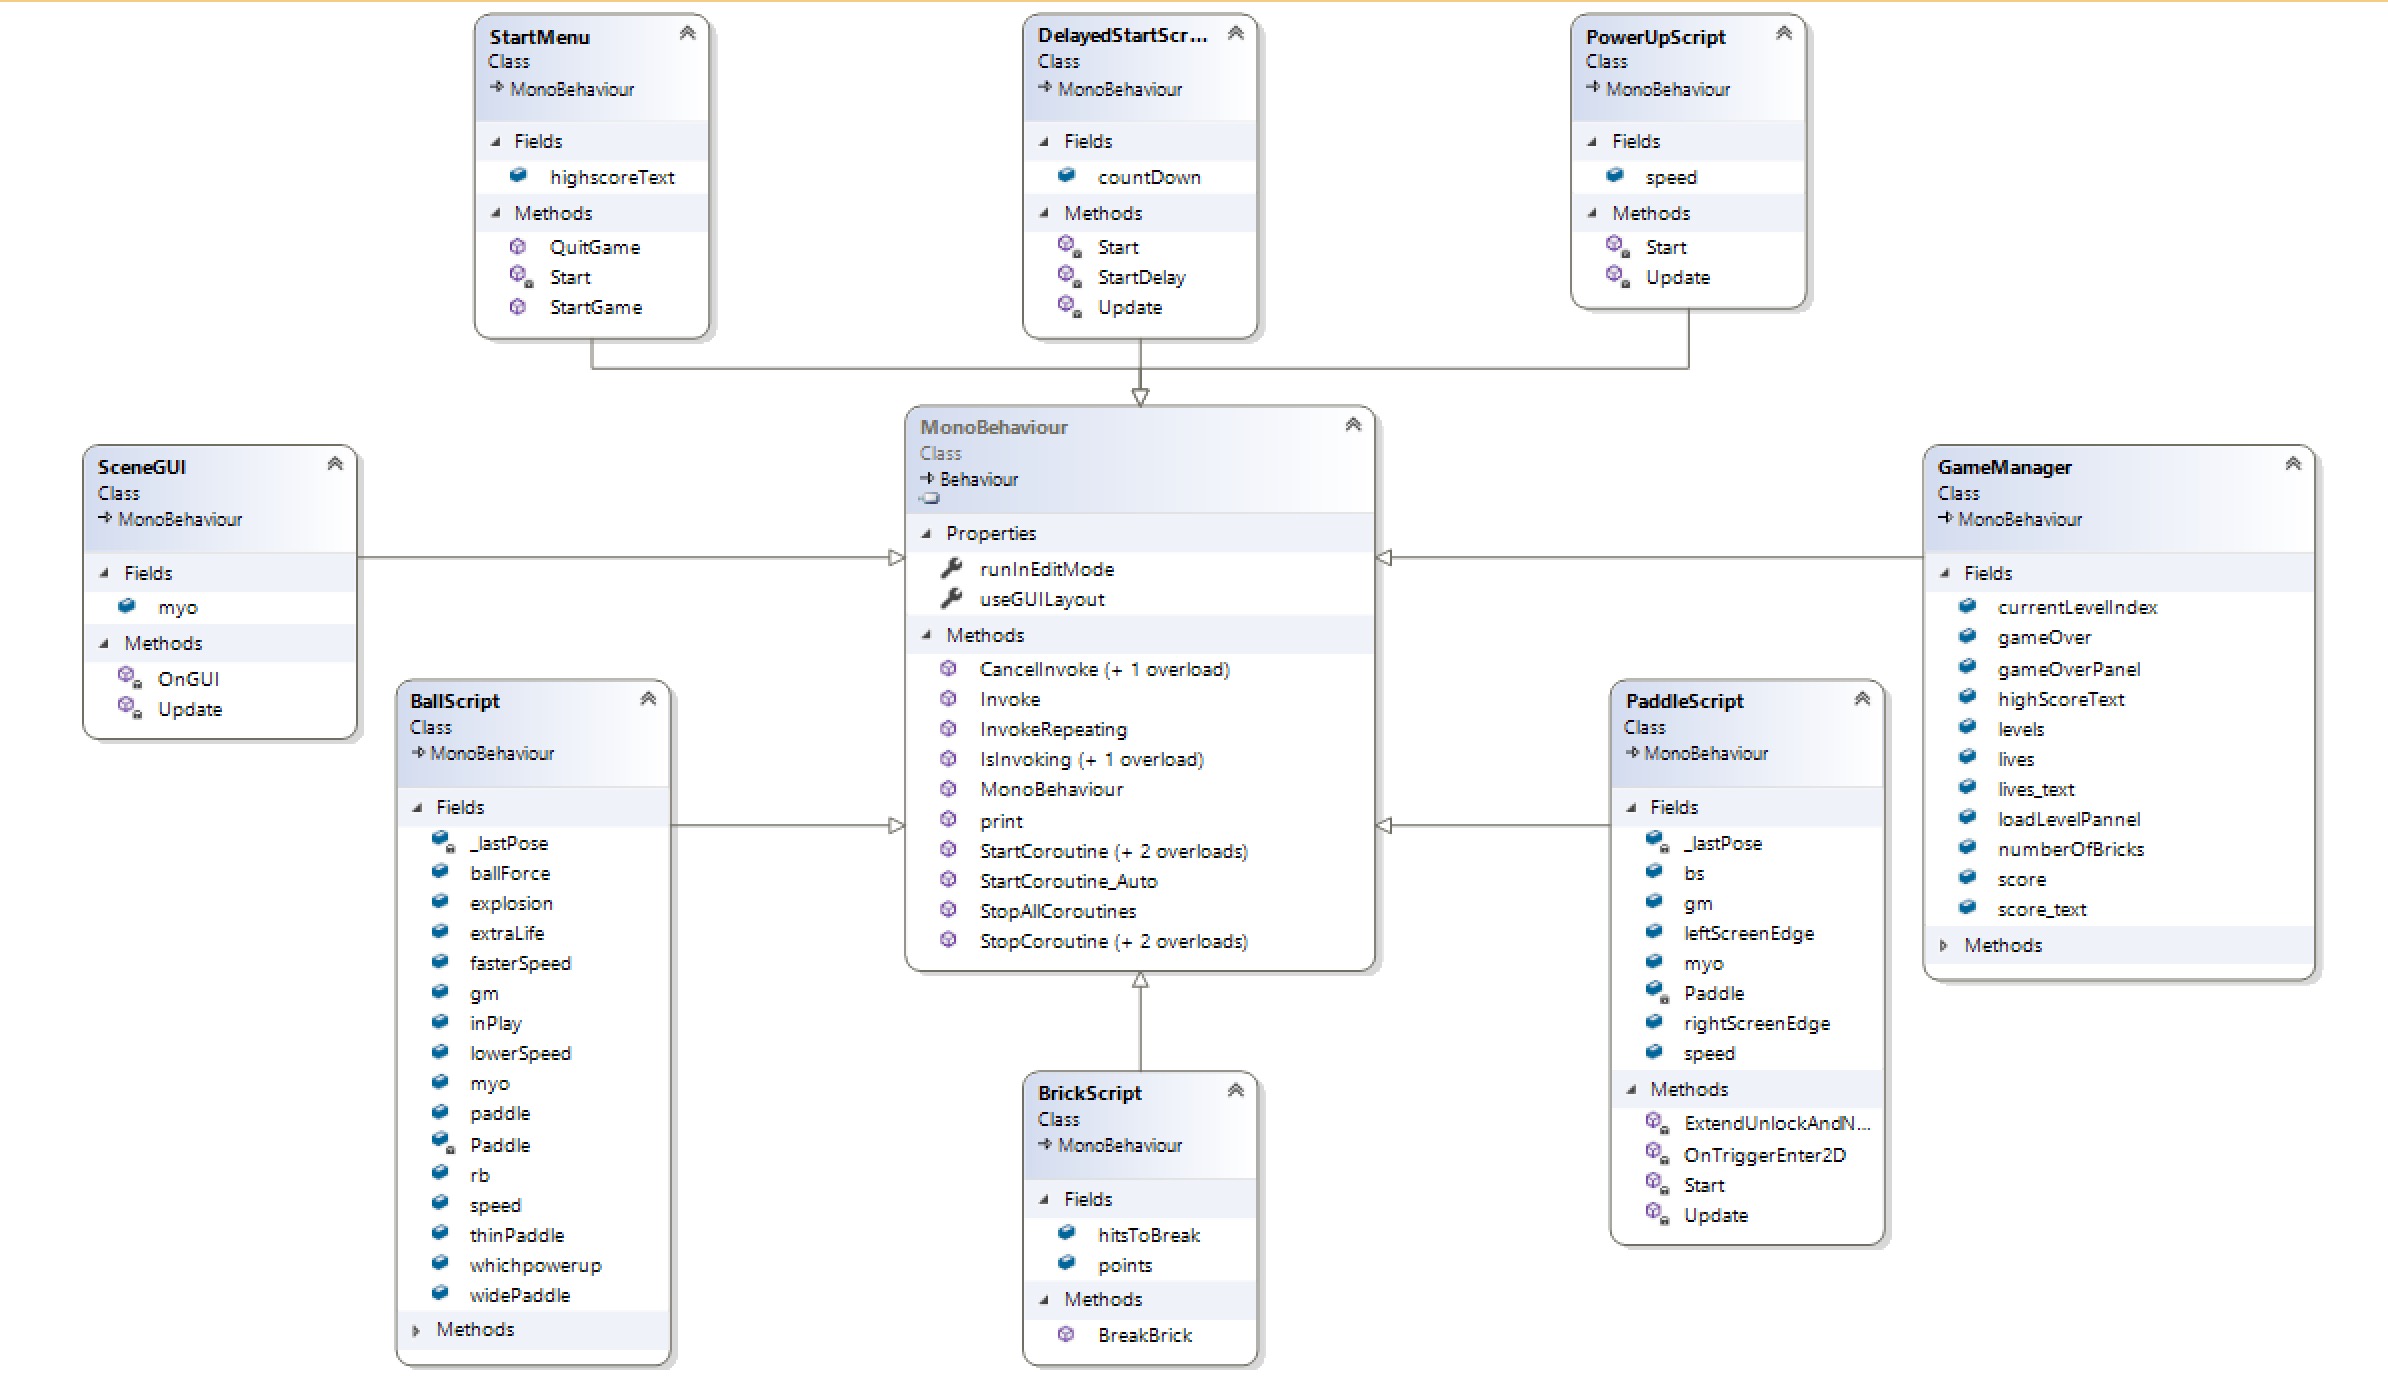 StartMenu
Class
MonoBehaviour
Fields
highscoreText
Methods
QuitGame
Start
StartGame
DelayedStartScr...
Class
MonoBehaviour
Fields
countDown
Methods
Start
StartDelay
Update
PowerUpScript
Class
MonoBehaviour
Fields
speed
Methods
Start
Update
SceneGUI
Class
MonoBehaviour
Fields
myo
Methods
OnGUI
Update
BallScript
Class
MonoBehaviour
Fields
_lastPose
ballForce
explosion
extraLife
fasterSpeed
gm
inPlay
lowerSpeed
myo
paddle
Paddle
rb
speed
thinPaddle
whichpowerup
widePaddle
Methods
MonoBehaviour
Class
Behaviour
Properties
runInEditMode
useGUILayout
Methods
CancelInvoke (+ 1 overload)
Invoke
InvokeRepeating
IsInvoking (+ 1 overload)
MonoBehaviour
print
StartCoroutine (+ 2 overloads)
StartCoroutine_Auto
StopAllCoroutines
StopCoroutine (+ 2 overloads)
BrickScript
Class
MonoBehaviour
Fields
hitsToBreak
points
Methods
BreakBrick
PaddleScript
Class
MonoBehaviour
Fields
_lastPose
bs
gm
leftScreenEdge
myo
Paddle
rightScreenEdge
speed
Methods
ExtendUnlockAndN...
OnTriggerEnter2D
Start
Update
GameManager
Class
MonoBehaviour
Fields
currentLevelIndex
gameOver
gameOverPanel
highScoreText
levels
lives
lives_text
loadLevelPannel
numberOfBricks
score
score_text
Methods